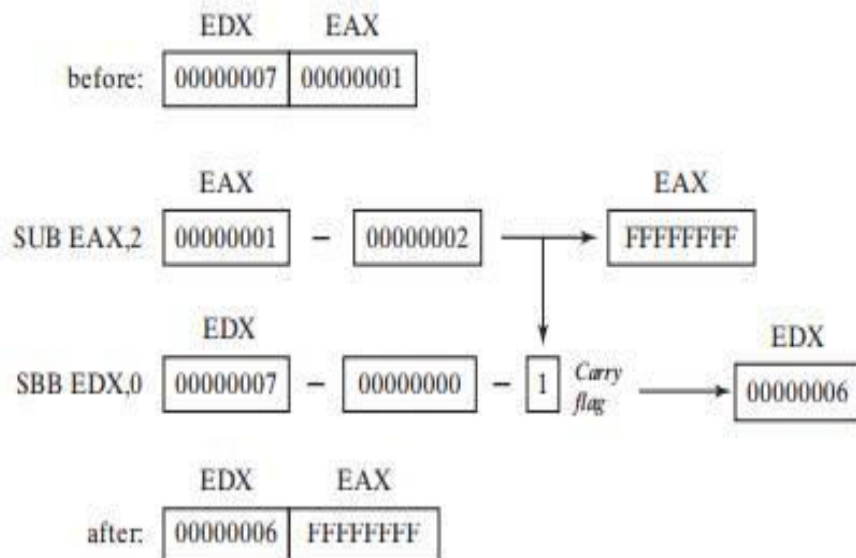 EDX EAX
before: 00000007 00000001
EAX EAX
SUB EAX,2 00000001 – 00000002 FFFFFFFF
EDX EDX
SBB EDX,0 00000007 – 00000000 – 1 Carry flag 00000006
EDX EAX
after: 00000006 FFFFFFFF